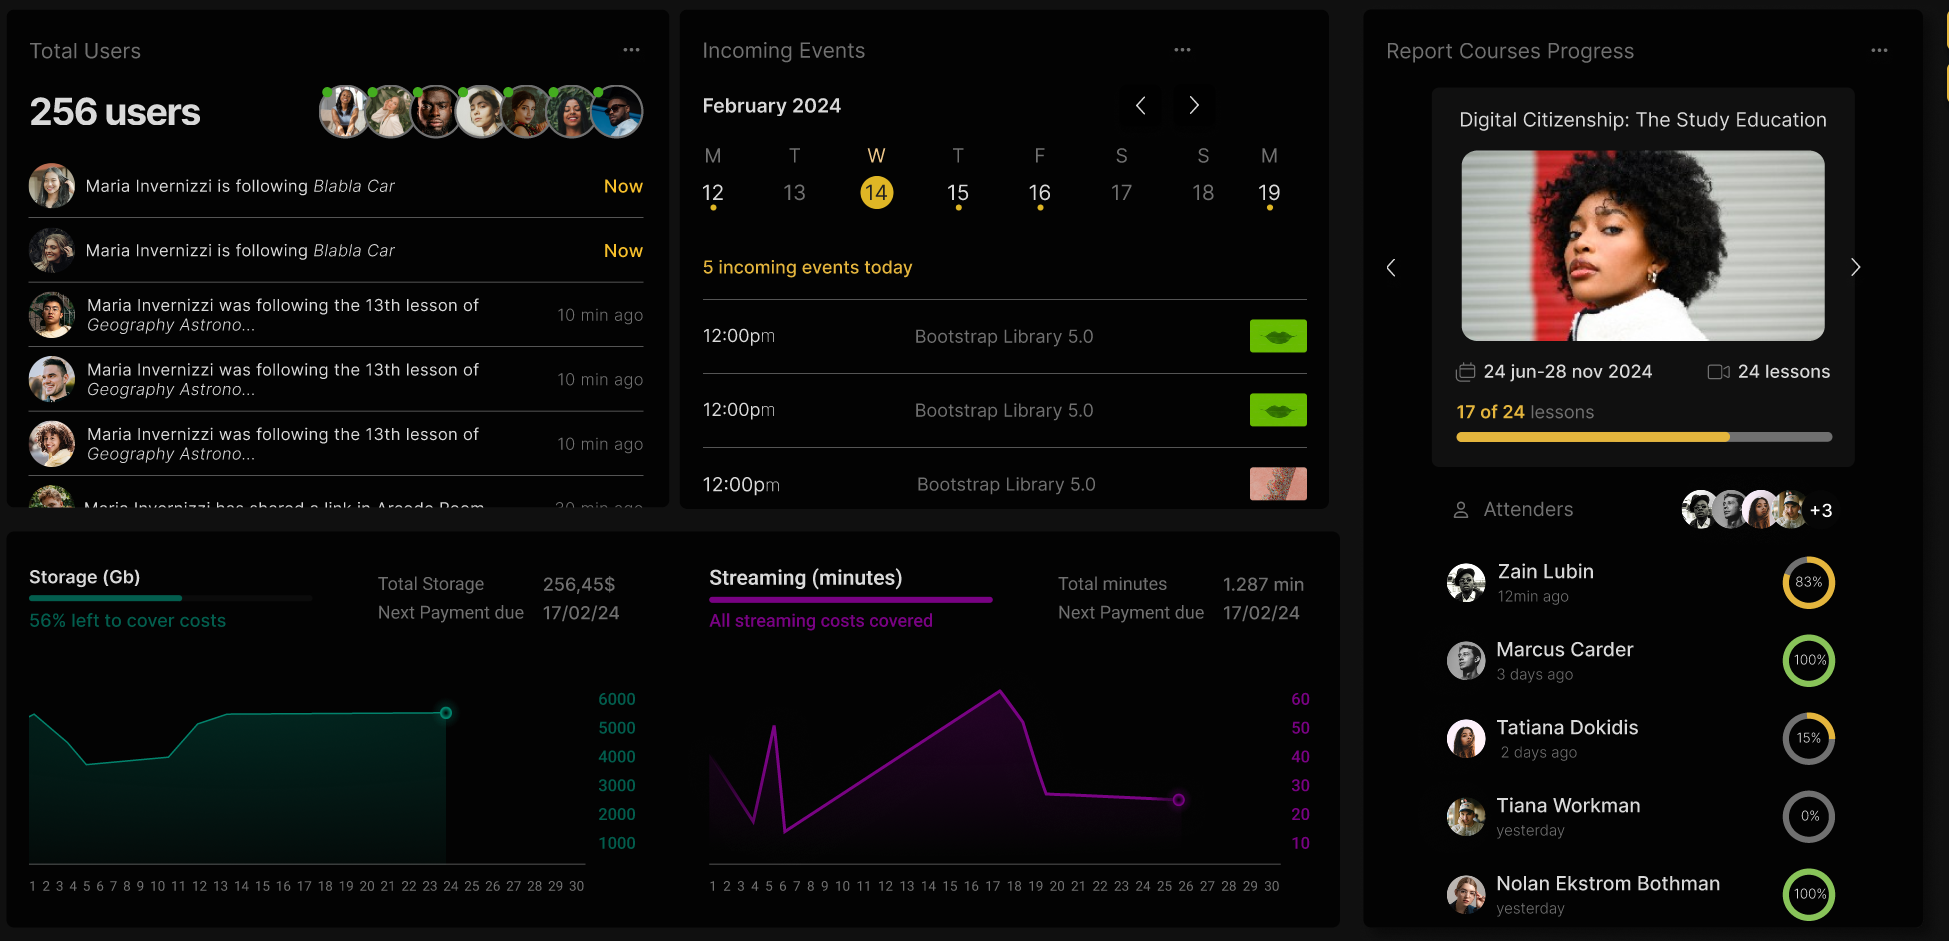 Total Users
256 users
Maria Invernizzi is following Blabla Car
Now
Maria Invernizzi is following Blabla Car
Now
Maria Invernizzi was following the 13th lesson of
Geography Astrono...
10 min ago
Maria Invernizzi was following the 13th lesson of
Geography Astrono...
10 min ago
Maria Invernizzi was following the 13th lesson of
Geography Astrono...
10 min ago
Maria Invernizzi has shared a link in Arcade Room
30 min ago
Incoming Events
February 2024
M T W T F S S M
12 13 14 15 16 17 18 19
5 incoming events today
12:00pm Bootstrap Library 5.0
12:00pm Bootstrap Library 5.0
12:00pm Bootstrap Library 5.0
Report Courses Progress
Digital Citizenship: The Study Education
24 jun-28 nov 2024
24 lessons
17 of 24 lessons
Attenders
+3
Zain Lubin
12min ago
83%
Marcus Carder
3 days ago
100%
Tatiana Dokidis
2 days ago
15%
Tiana Workman
yesterday
0%
Nolan Ekstrom Bothman
yesterday
100%
Storage (Gb)
56% left to cover costs
Total Storage 256,45$
Next Payment due 17/02/24
6000
5000
4000
3000
2000
1000
1 2 3 4 5 6 7 8 9 10 11 12 13 14 15 16 17 18 19 20 21 22 23 24 25 26 27 28 29 30
Streaming (minutes)
All streaming costs covered
Total minutes 1.287 min
Next Payment due 17/02/24
60
50
40
30
20
10
1 2 3 4 5 6 7 8 9 10 11 12 13 14 15 16 17 18 19 20 21 22 23 24 25 26 27 28 29 30